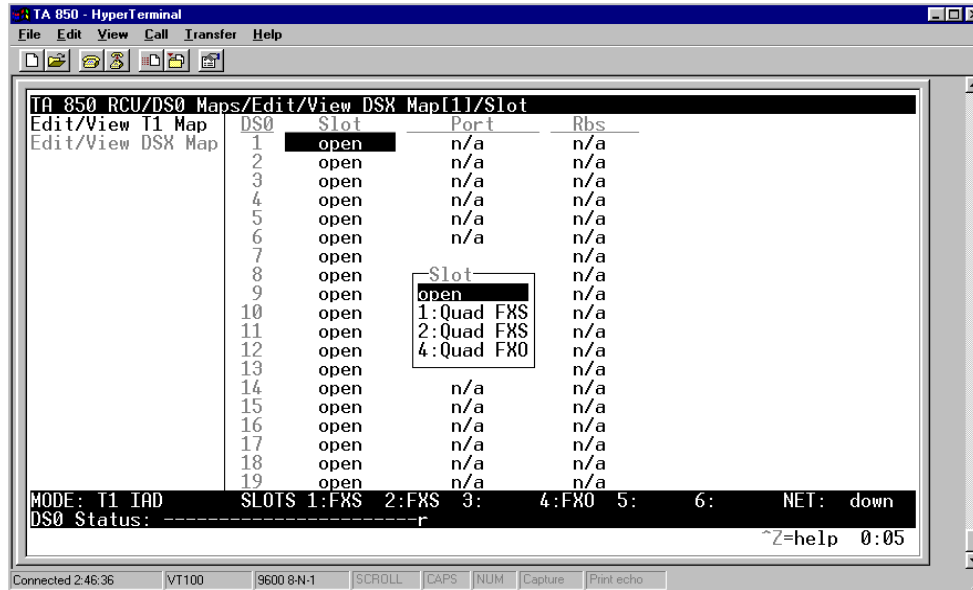 TA 850 - HyperTerminal
File Edit View Call Transfer Help
TA 850 RCU/DS0 Maps/Edit/View DSX Map[1]/Slot
Edit/View T1 Map DS0 Slot Port Rbs
Edit/View DSX Map 1 open n/a n/a
2 open n/a n/a
3 open n/a n/a
4 open n/a n/a
5 open n/a n/a
6 open n/a n/a
7 open n/a
8 open Slot n/a
9 open open n/a
10 open 1:Quad FXS n/a
11 open 2:Quad FXS n/a
12 open 4:Quad FXO n/a
13 open n/a
14 open n/a n/a
15 open n/a n/a
16 open n/a n/a
17 open n/a n/a
18 open n/a n/a
19 open n/a n/a
MODE: T1 IAD SLOTS 1:FXS 2:FXS 3: 4:FXO 5: 6: NET: down
DS0 Status: -----------------------r
^Z=help 0:05
Connected 2:46:36 VT100 9600 8-N-1 SCROLL CAPS NUM Capture Print echo